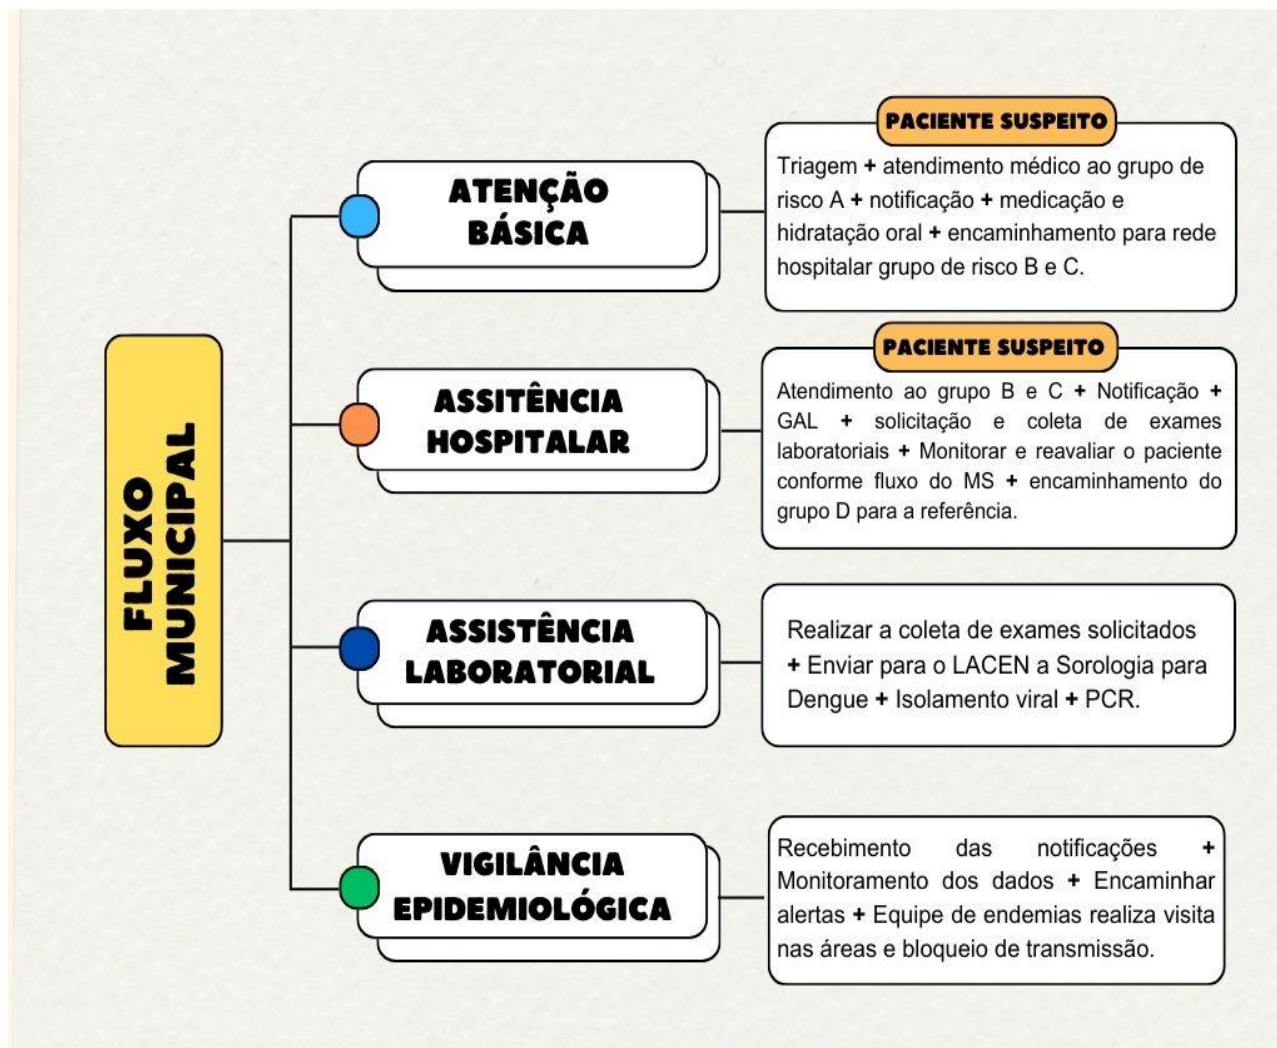 FLUXO
MUNICIPAL
ATENÇÃO
BÁSICA
PACIENTE SUSPEITO
Triagem + atendimento médico ao grupo de
risco A + notificação + medicação e
hidratação oral + encaminhamento para rede
hospitalar grupo de risco B e C.
ASSITÊNCIA
HOSPITALAR
PACIENTE SUSPEITO
Atendimento ao grupo B e C + Notificação +
GAL + solicitação e coleta de exames
laboratoriais + Monitorar e reavaliar o paciente
conforme fluxo do MS + encaminhamento do
grupo D para a referência.
ASSISTÊNCIA
LABORATORIAL
Realizar a coleta de exames solicitados
+ Enviar para o LACEN a Sorologia para
Dengue + Isolamento viral + PCR.
VIGILÂNCIA
EPIDEMIOLÓGICA
Recebimento das notificações +
Monitoramento dos dados + Encaminhar
alertas + Equipe de endemias realiza visita
nas áreas e bloqueio de transmissão.